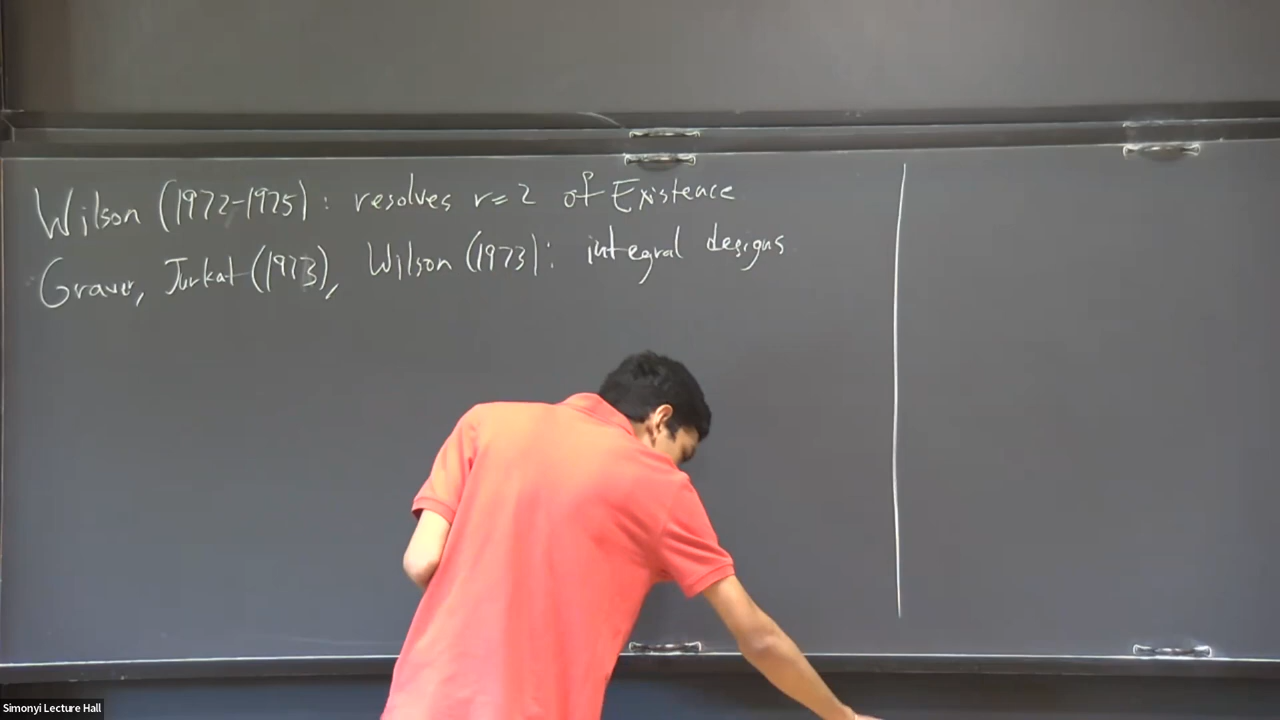 Wilson (1972-1975): resolves r=2 of Existence
Graver, Jurkat (1973), Wilson (1973): integral designs
Simonyi Lecture Hall